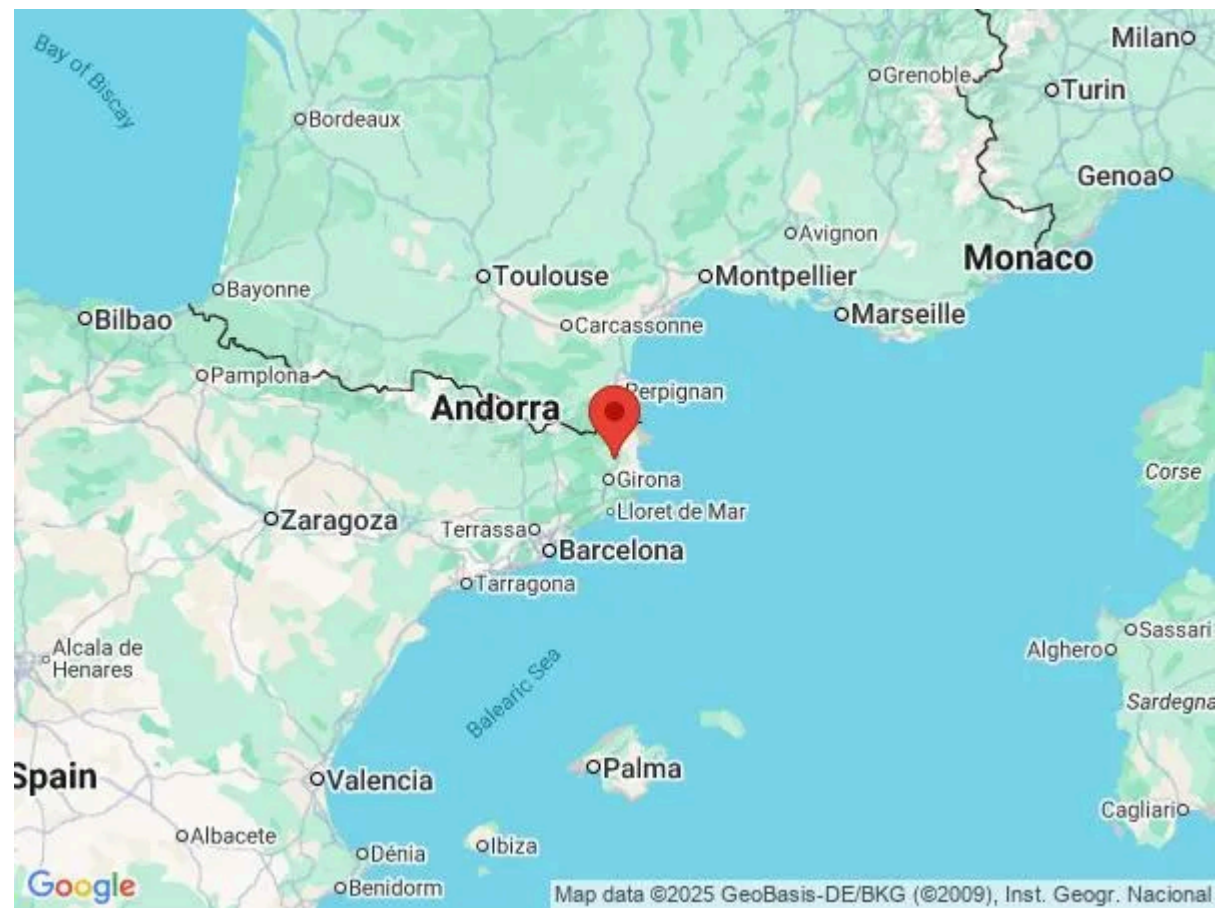 Bay of Biscay
Milan
Grenoble
Turin
Bordeaux
Genoa
Avignon
Monaco
Toulouse
Montpellier
Bayonne
Bilbao
Marseille
Carcassonne
Pamplona
Perpignan
Andorra
Corse
Girona
Lloret de Mar
Zaragoza
Terrassa
Barcelona
Tarragona
Sassari
Alghero
Alcala de
Henares
Balearic Sea
Sardegna
Palma
Spain
Valencia
Cagliari
Albacete
Ibiza
Dénia
Benidorm
Google
Map data ©2025 GeoBasis-DE/BKG (©2009), Inst. Geogr. Nacional